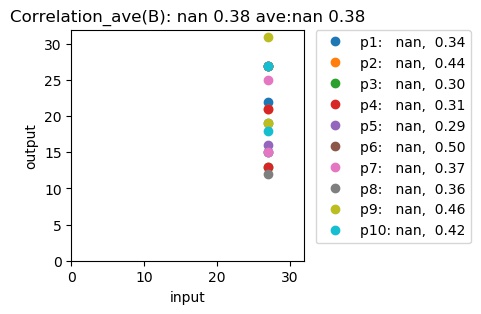 Correlation_ave(B): nan 0.38 ave:nan 0.38
30
25
20
15
10
5
0
output
0 10 20 30
input
p1: nan, 0.34
p2: nan, 0.44
p3: nan, 0.30
p4: nan, 0.31
p5: nan, 0.29
p6: nan, 0.50
p7: nan, 0.37
p8: nan, 0.36
p9: nan, 0.46
p10: nan, 0.42